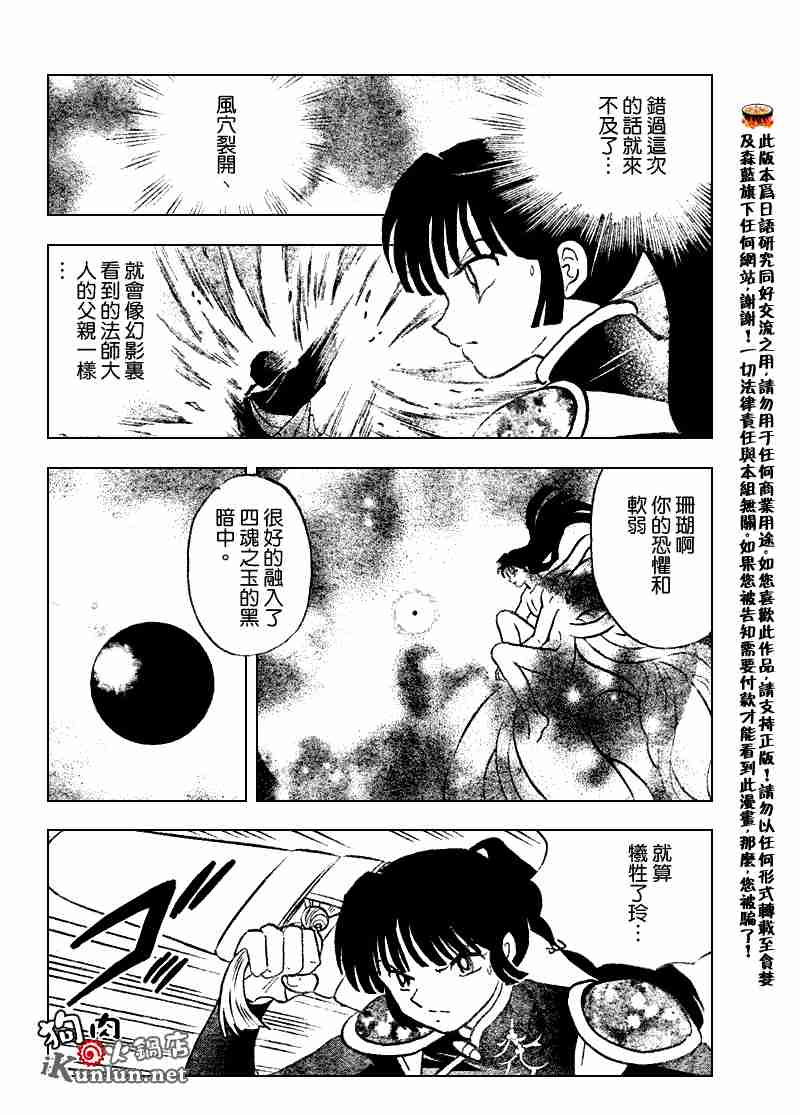 錯過這次
的話就來
不及了…
風穴裂開、
就會像幻影裏
看到的法師大
人的父親一樣
…
珊瑚啊
你的恐懼和
軟弱
很好的融入了
四魂之玉的黑
暗中。
就算
犧牲了玲…
此版本爲日語研究同好交流之用,請勿用于任何商業用途。如您喜歡此作品,請支持正版!請勿以任何形式轉載至貪婪
及森藍旗下任何網站,謝謝!一切法律責任與本組無關。如果您被告知需要付款才能看到此漫畫,那麼,您被騙了!
狗肉
火鍋店
iKunlun.net